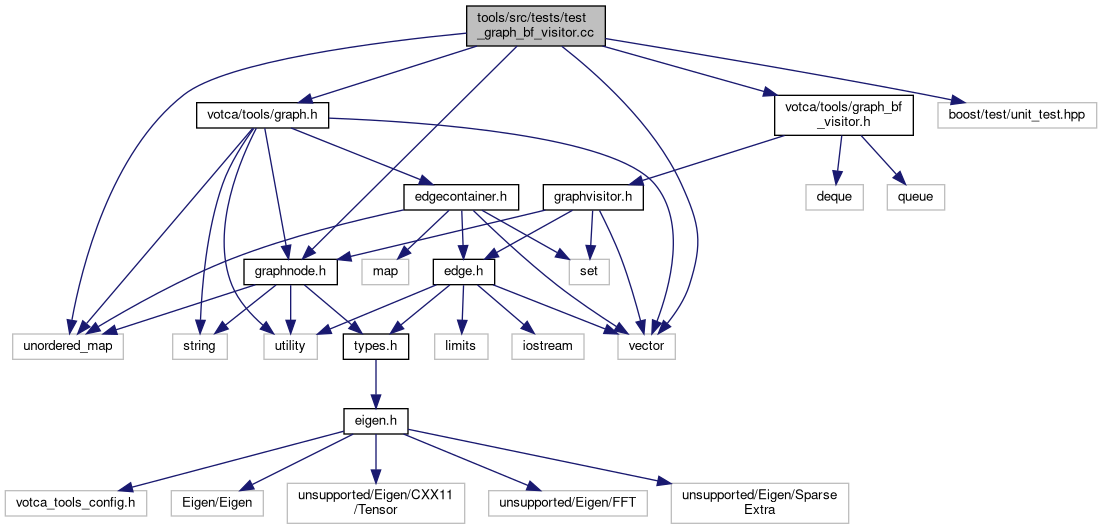 tools/src/tests/test
_graph_bf_visitor.cc
votca/tools/graph.h
votca/tools/graph_bf
_visitor.h
boost/test/unit_test.hpp
edgecontainer.h
graphvisitor.h
deque
queue
graphnode.h
map
edge.h
set
unordered_map
string
utility
types.h
limits
iostream
vector
eigen.h
votca_tools_config.h
Eigen/Eigen
unsupported/Eigen/CXX11
/Tensor
unsupported/Eigen/FFT
unsupported/Eigen/Sparse
Extra